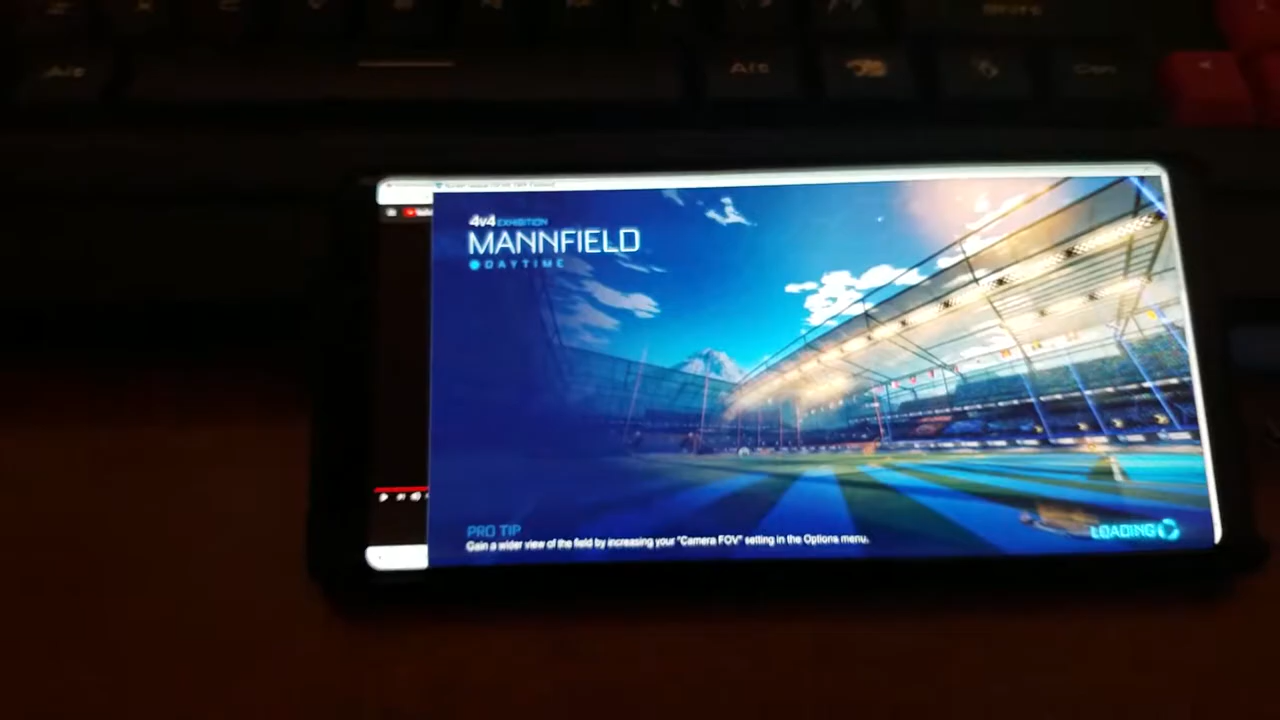 Alt
Alt
4v4 EXHIBITION
MANNFIELD
DAYTIME
PRO TIP
Gain a wider view of the field by increasing your "Camera FOV" setting in the Options menu.
LOADING